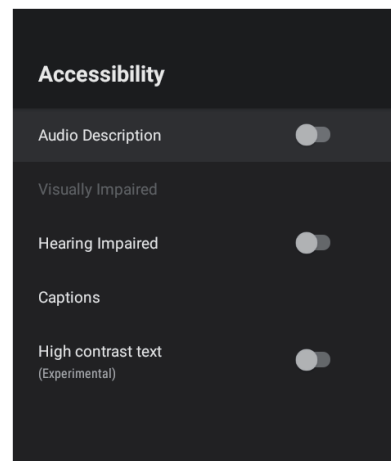 Accessibility
Audio Description
Visually Impaired
Hearing Impaired
Captions
High contrast text
(Experimental)